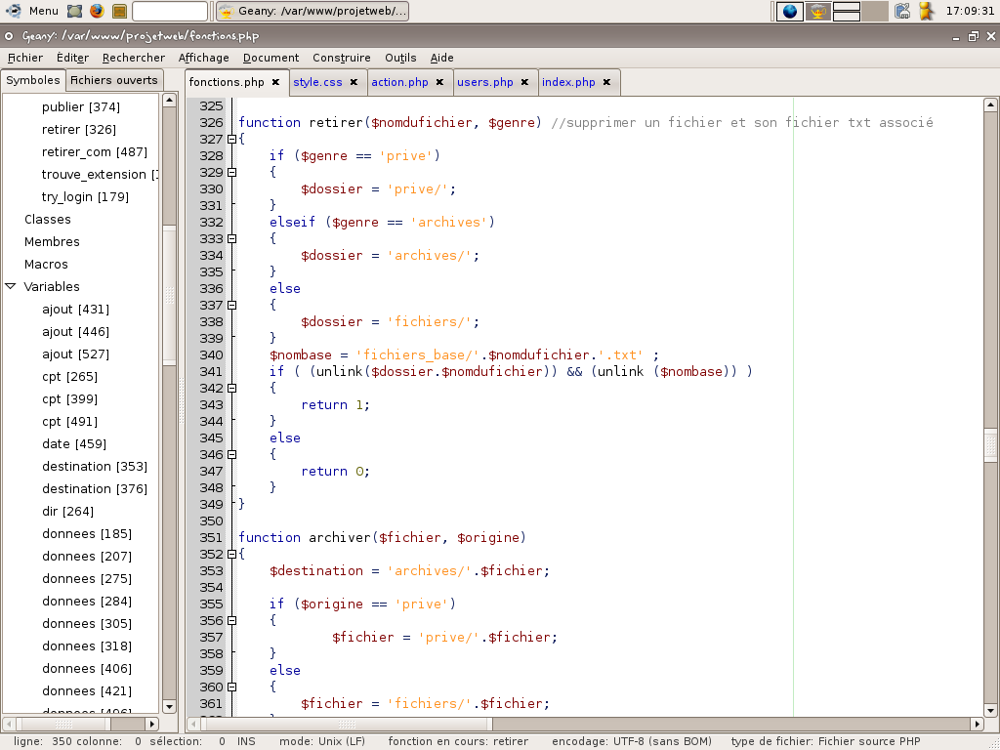 Menu
Geany: /var/www/projetweb/...
17:09:31
Geany: /var/www/projetweb/fonctions.php
Fichier Éditer Rechercher Affichage Document Construire Outils Aide
Symboles Fichiers ouverts
fonctions.php style.css action.php users.php index.php
publier [374]
retirer [326]
retirer_com [487]
trouve_extension [
try_login [179]
Classes
Membres
Macros
Variables
ajout [431]
ajout [446]
ajout [527]
cpt [265]
cpt [399]
cpt [491]
date [459]
destination [353]
destination [376]
dir [264]
donnees [185]
donnees [207]
donnees [275]
donnees [284]
donnees [305]
donnees [318]
donnees [406]
donnees [421]
325
326 function retirer($nomdufichier, $genre) //supprimer un fichier et son fichier txt associé
327 {
328 if ($genre == 'prive')
329 {
330 $dossier = 'prive/';
331 }
332 elseif ($genre == 'archives')
333 {
334 $dossier = 'archives/';
335 }
336 else
337 {
338 $dossier = 'fichiers/';
339 }
340 $nombase = 'fichiers_base/'.$nomdufichier.'.txt' ;
341 if ( (unlink($dossier.$nomdufichier)) && (unlink ($nombase)) )
342 {
343 return 1;
344 }
345 else
346 {
347 return 0;
348 }
349 }
350
351 function archiver($fichier, $origine)
352 {
353 $destination = 'archives/'.$fichier;
354
355 if ($origine == 'prive')
356 {
357 $fichier = 'prive/'.$fichier;
358 }
359 else
360 {
361 $fichier = 'fichiers/'.$fichier;
ligne: 350 colonne: 0 sélection: 0 INS mode: Unix (LF) fonction en cours: retirer encodage: UTF-8 (sans BOM) type de fichier: Fichier source PHP